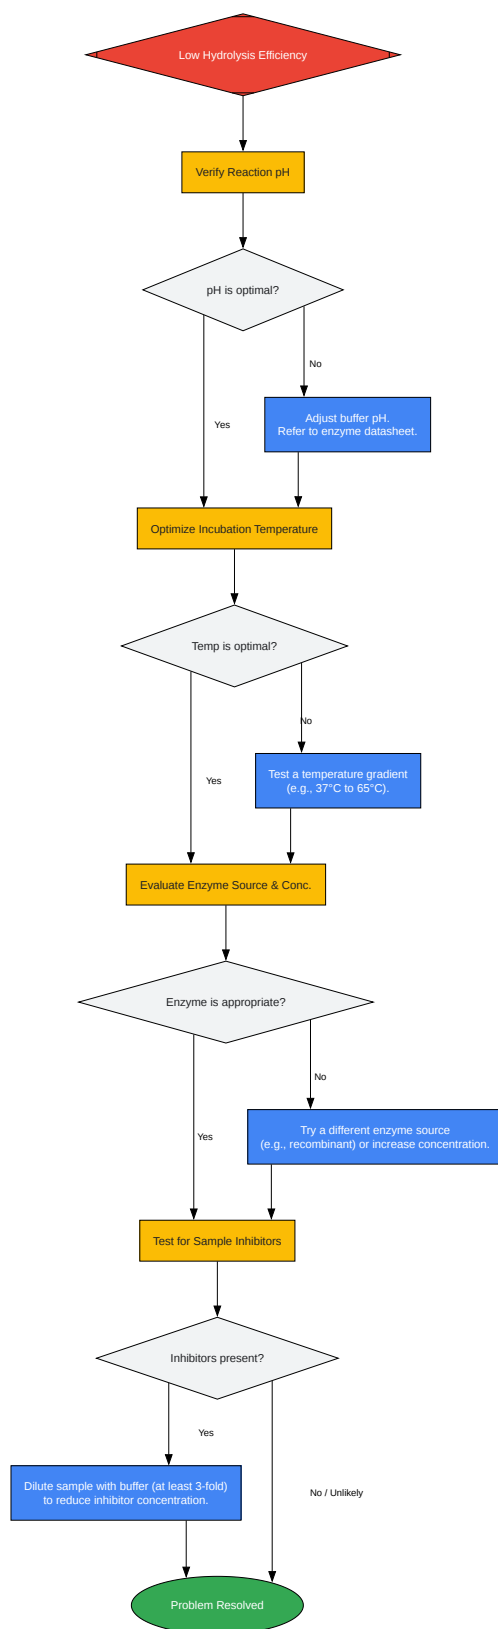 Low Hydrolysis Efficiency
Verify Reaction pH
pH is optimal?
No
Yes
Adjust buffer pH.
Refer to enzyme datasheet.
Optimize Incubation Temperature
Temp is optimal?
No
Yes
Test a temperature gradient
(e.g., 37°C to 65°C).
Evaluate Enzyme Source & Conc.
Enzyme is appropriate?
No
Yes
Try a different enzyme source
(e.g., recombinant) or increase concentration.
Test for Sample Inhibitors
Inhibitors present?
Yes
Dilute sample with buffer (at least 3-fold)
to reduce inhibitor concentration.
No / Unlikely
Problem Resolved